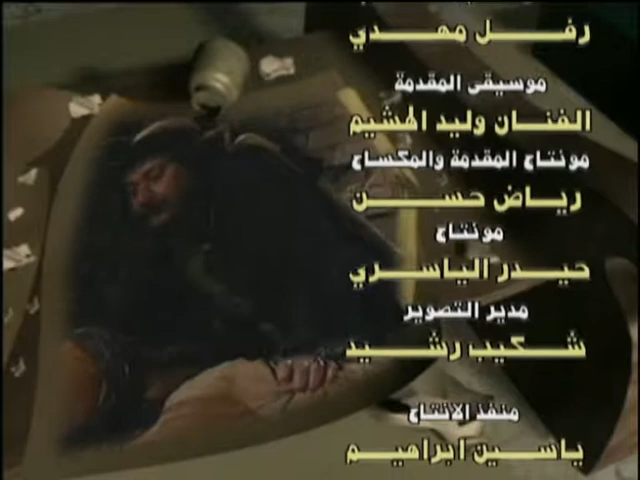 رفل مهدي
موسيقى المقدمة
الفنان وليد الهشيم
مونتاج المقدمة والمكساج
رياض حسن
مونتاج
حيدر الياسري
مدير التصوير
شكيب رشيد
منفذ الانتاج
ياسين ابراهيم